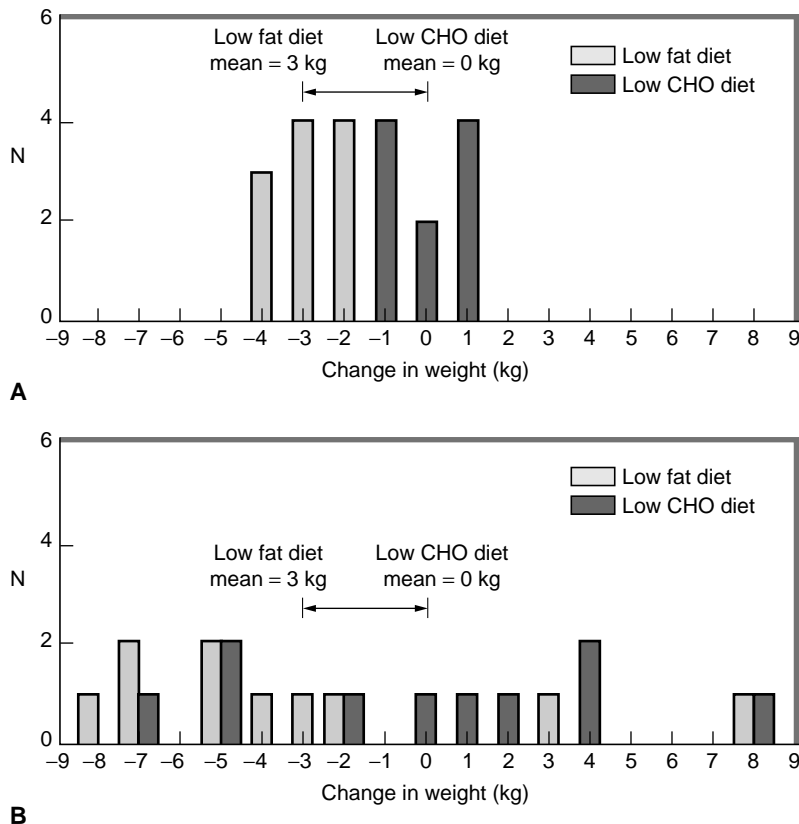 6
Low fat diet
mean = 3 kg
Low CHO diet
mean = 0 kg
Low fat diet
Low CHO diet
4
N
2
0
–9 –8 –7 –6 –5 –4 –3 –2 –1 0 1 2 3 4 5 6 7 8 9
Change in weight (kg)
A
6
Low fat diet
Low CHO diet
4
Low fat diet
mean = 3 kg
Low CHO diet
mean = 0 kg
N
2
0
–9 –8 –7 –6 –5 –4 –3 –2 –1 0 1 2 3 4 5 6 7 8 9
Change in weight (kg)
B